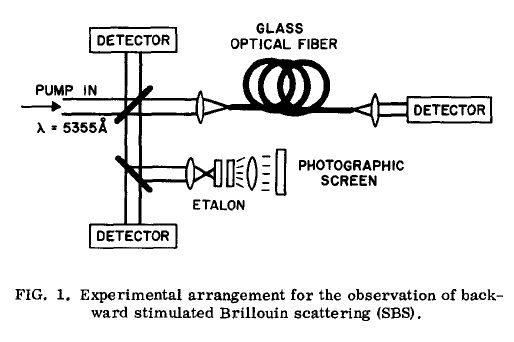 GLASS
OPTICAL FIBER
DETECTOR
PUMP IN
λ = 5355Å
DETECTOR
PHOTOGRAPHIC
SCREEN
ETALON
DETECTOR
FIG. 1. Experimental arrangement for the observation of back-
ward stimulated Brillouin scattering (SBS).